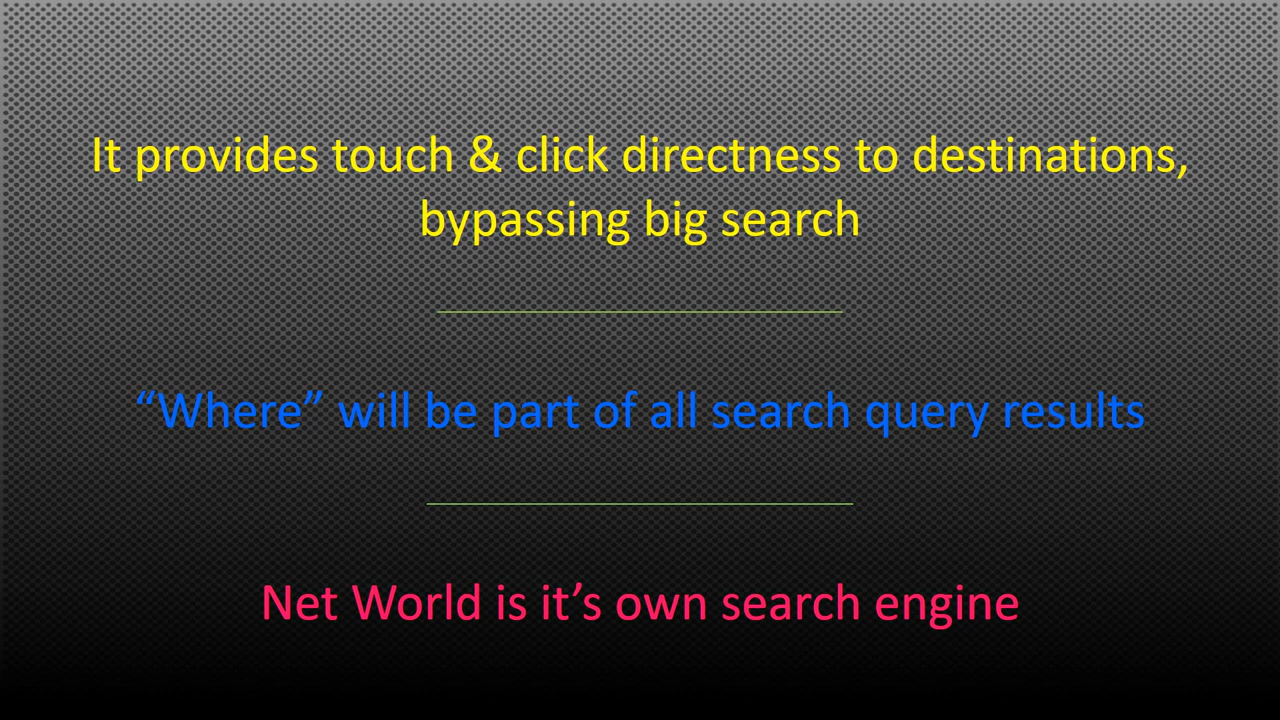 It provides touch & click directness to destinations,
bypassing big search
“Where” will be part of all search query results
Net World is it’s own search engine